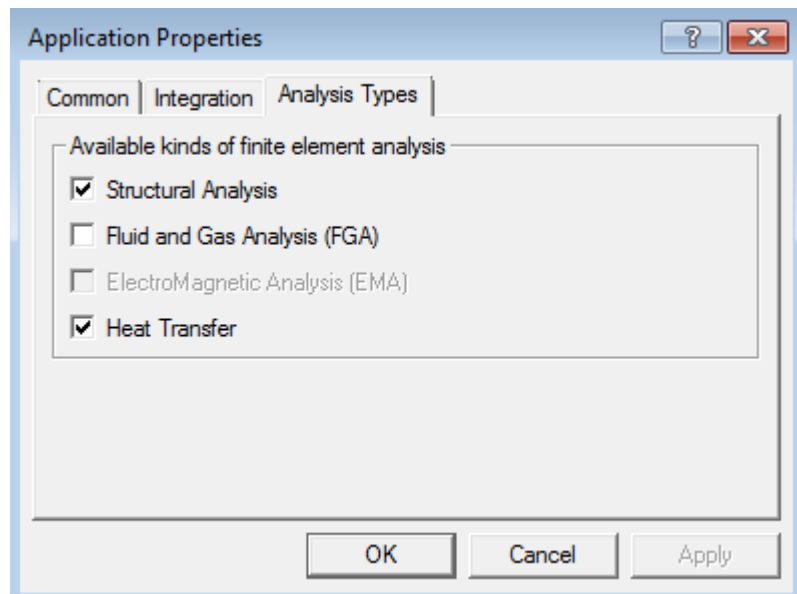 Application Properties
Common Integration Analysis Types
Available kinds of finite element analysis
Structural Analysis
Fluid and Gas Analysis (FGA)
ElectroMagnetic Analysis (EMA)
Heat Transfer
OK Cancel Apply